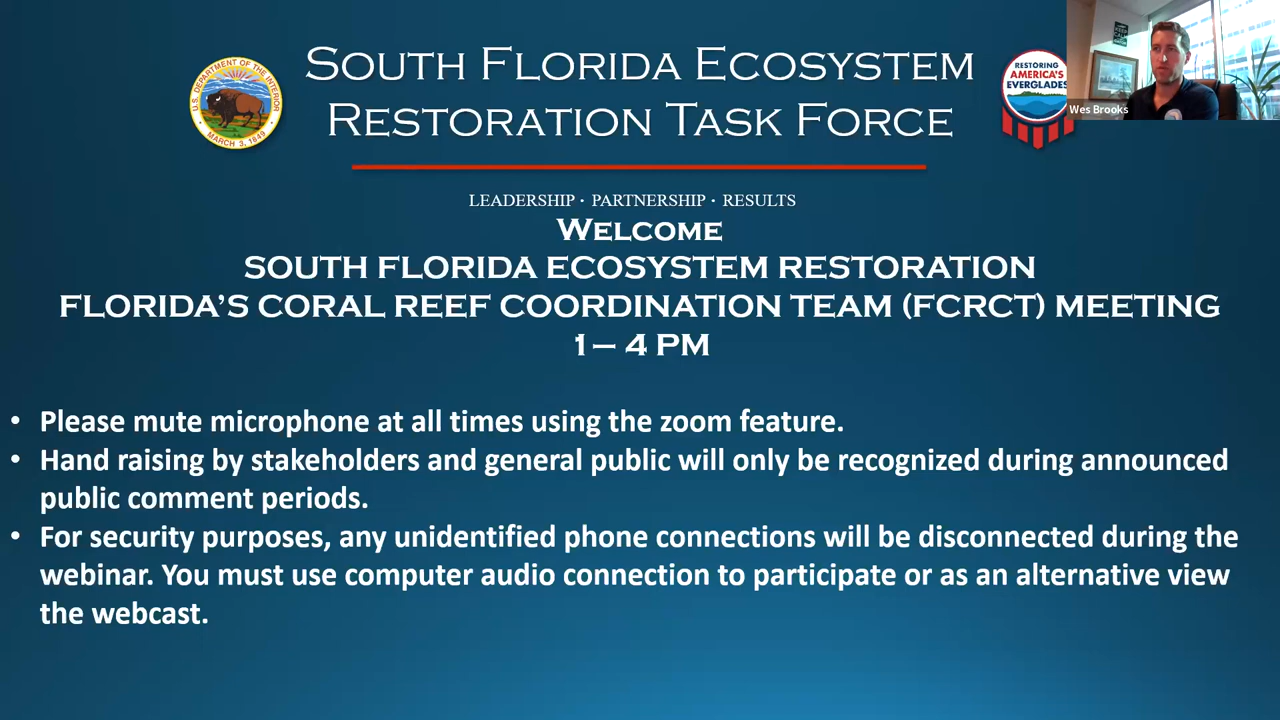 SOUTH FLORIDA ECOSYSTEM
RESTORATION TASK FORCE
U.S. DEPARTMENT OF THE INTERIOR
MARCH 3, 1849
RESTORING
AMERICA'S
EVERGLADES
Wes Brooks
LEADERSHIP · PARTNERSHIP · RESULTS
WELCOME
SOUTH FLORIDA ECOSYSTEM RESTORATION
FLORIDA'S CORAL REEF COORDINATION TEAM (FCRCT) MEETING
1– 4 PM
• Please mute microphone at all times using the zoom feature.
• Hand raising by stakeholders and general public will only be recognized during announced
public comment periods.
• For security purposes, any unidentified phone connections will be disconnected during the
webinar. You must use computer audio connection to participate or as an alternative view
the webcast.